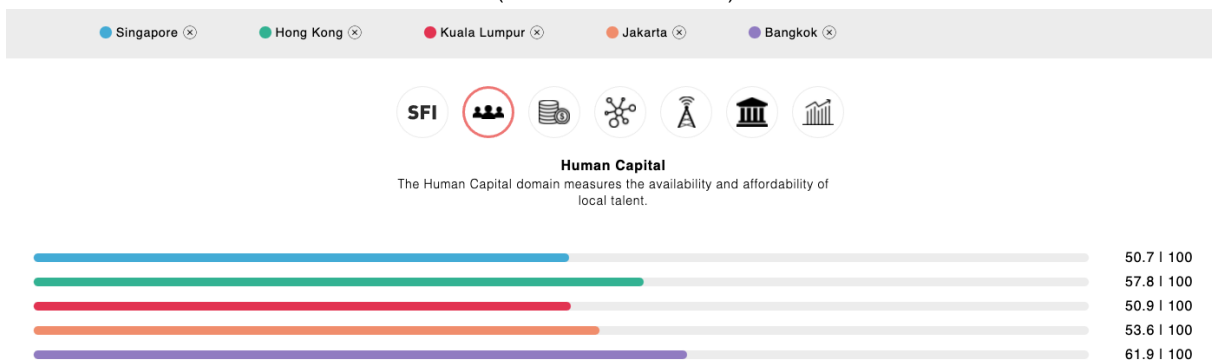 Singapore Hong Kong Kuala Lumpur Jakarta Bangkok
SFI
Human Capital
The Human Capital domain measures the availability and affordability of
local talent.
50.7 | 100
57.8 | 100
50.9 | 100
53.6 | 100
61.9 | 100